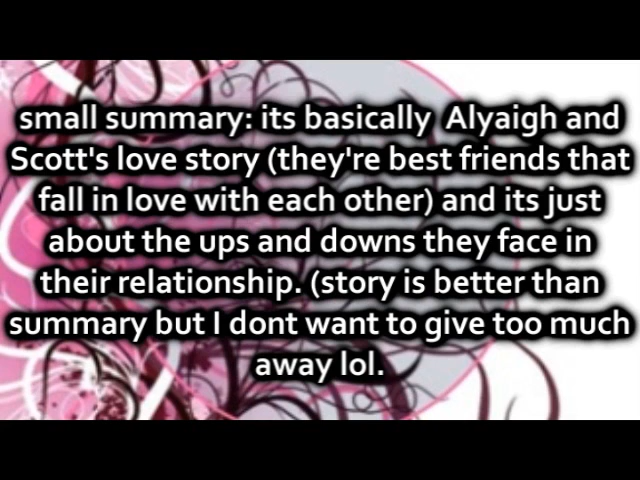 small summary: its basically  Alyaigh and
Scott's love story (they're best friends that
fall in love with each other) and its just
about the ups and downs they face in
their relationship. (story is better than
summary but I dont want to give too much
away lol.